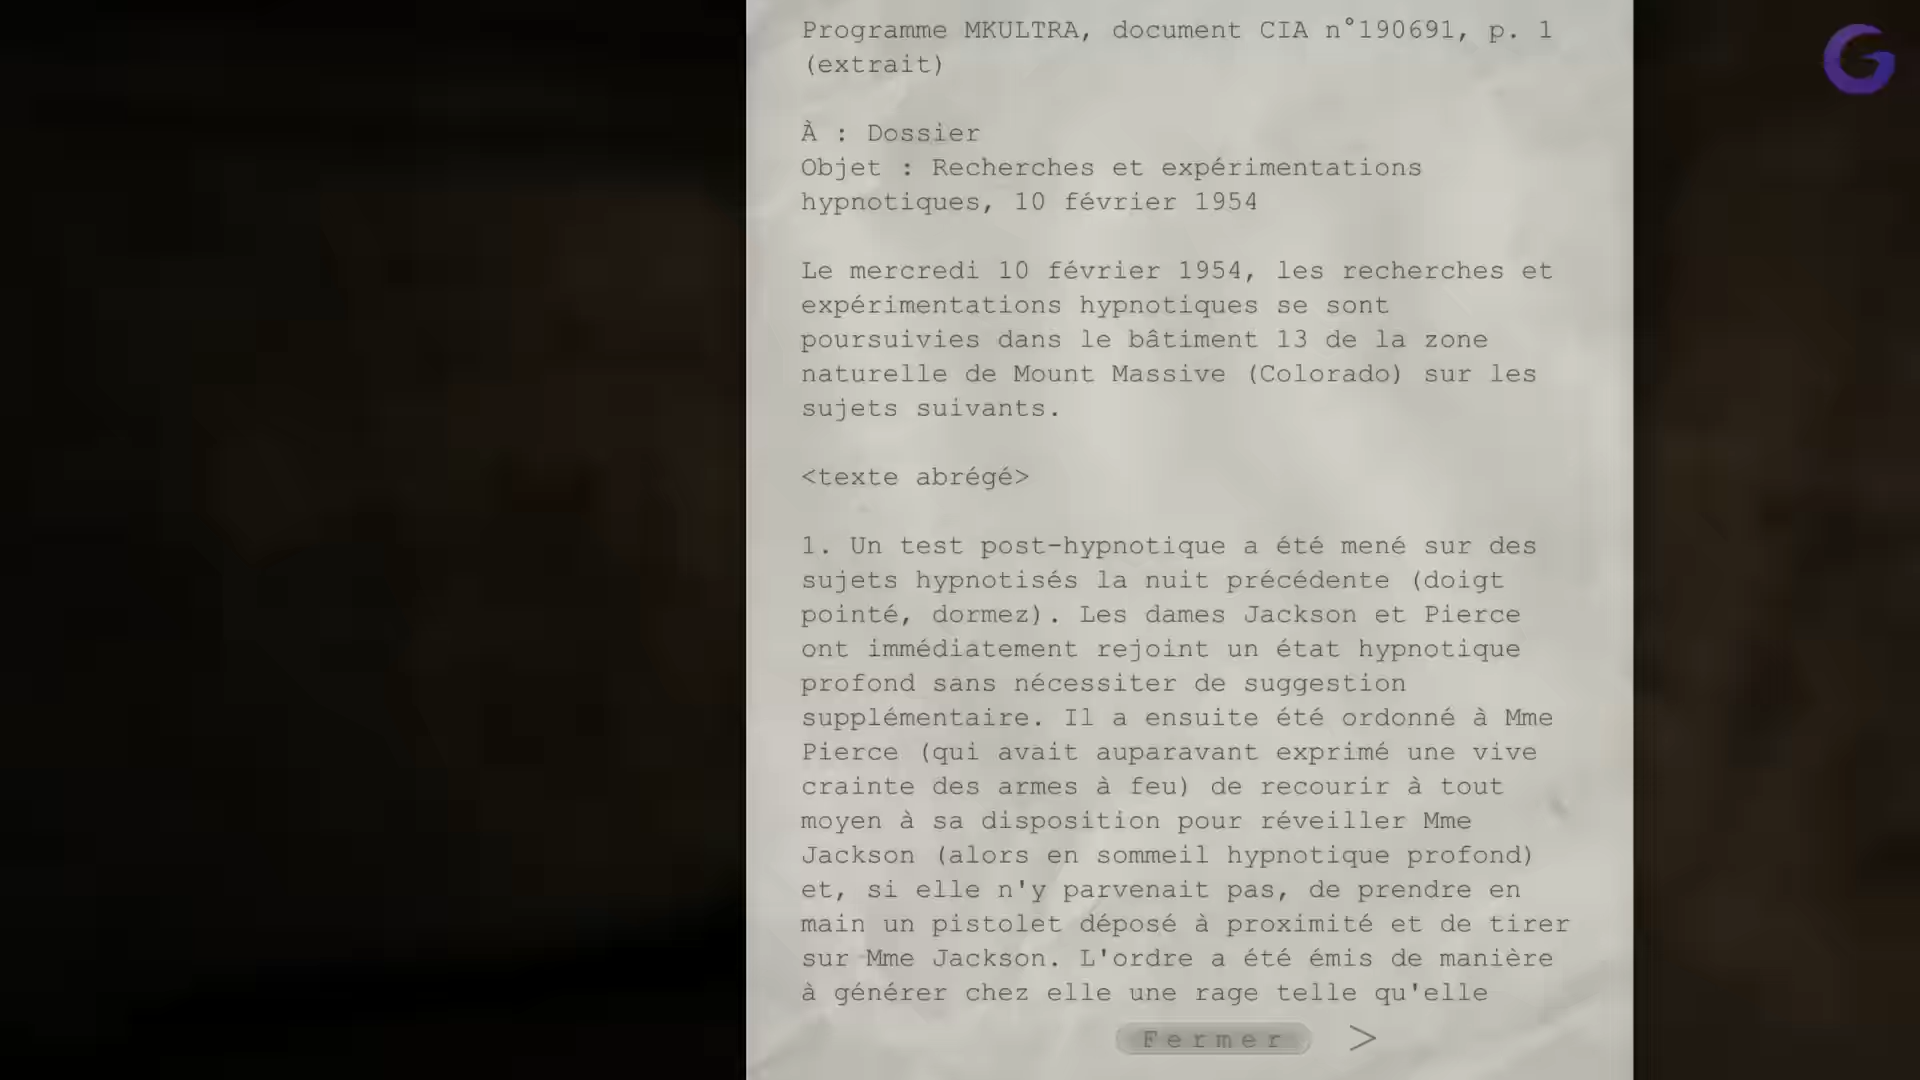 Programme MKULTRA, document CIA n°190691, p. 1
(extrait)
À : Dossier
Objet : Recherches et expérimentations
hypnotiques, 10 février 1954
Le mercredi 10 février 1954, les recherches et
expérimentations hypnotiques se sont
poursuivies dans le bâtiment 13 de la zone
naturelle de Mount Massive (Colorado) sur les
sujets suivants.
<texte abrégé>
1. Un test post-hypnotique a été mené sur des
sujets hypnotisés la nuit précédente (doigt
pointé, dormez). Les dames Jackson et Pierce
ont immédiatement rejoint un état hypnotique
profond sans nécessiter de suggestion
supplémentaire. Il a ensuite été ordonné à Mme
Pierce (qui avait auparavant exprimé une vive
crainte des armes à feu) de recourir à tout
moyen à sa disposition pour réveiller Mme
Jackson (alors en sommeil hypnotique profond)
et, si elle n'y parvenait pas, de prendre en
main un pistolet déposé à proximité et de tirer
sur Mme Jackson. L'ordre a été émis de manière
à générer chez elle une rage telle qu'elle
Fermer >